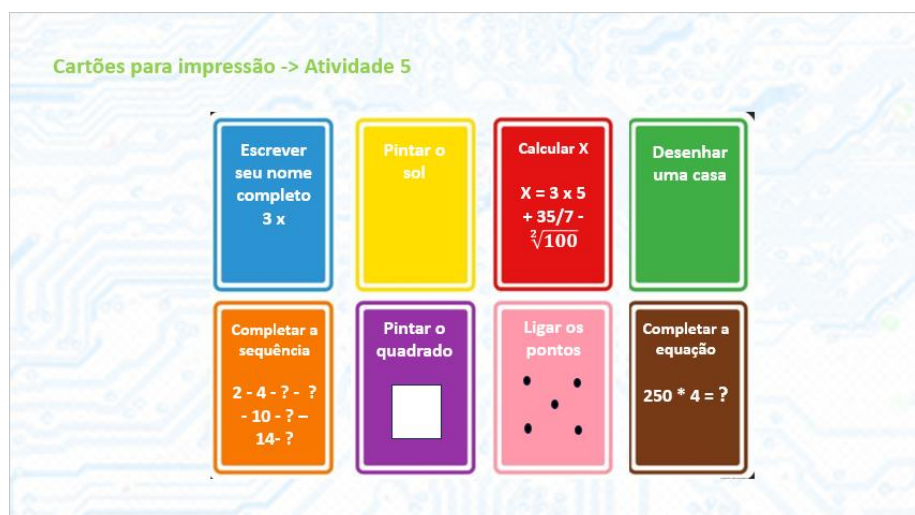 Cartões para impressão -> Atividade 5
Escrever
seu nome
completo
3 x
Pintar o
sol
Calcular X
X = 3 x 5
+ 35/7 -
²√100
Desenhar
uma casa
Completar a
sequência
2 - 4 - ? - ?
- 10 - ? –
14- ?
Pintar o
quadrado
Ligar os
pontos
Completar a
equação
250 * 4 = ?